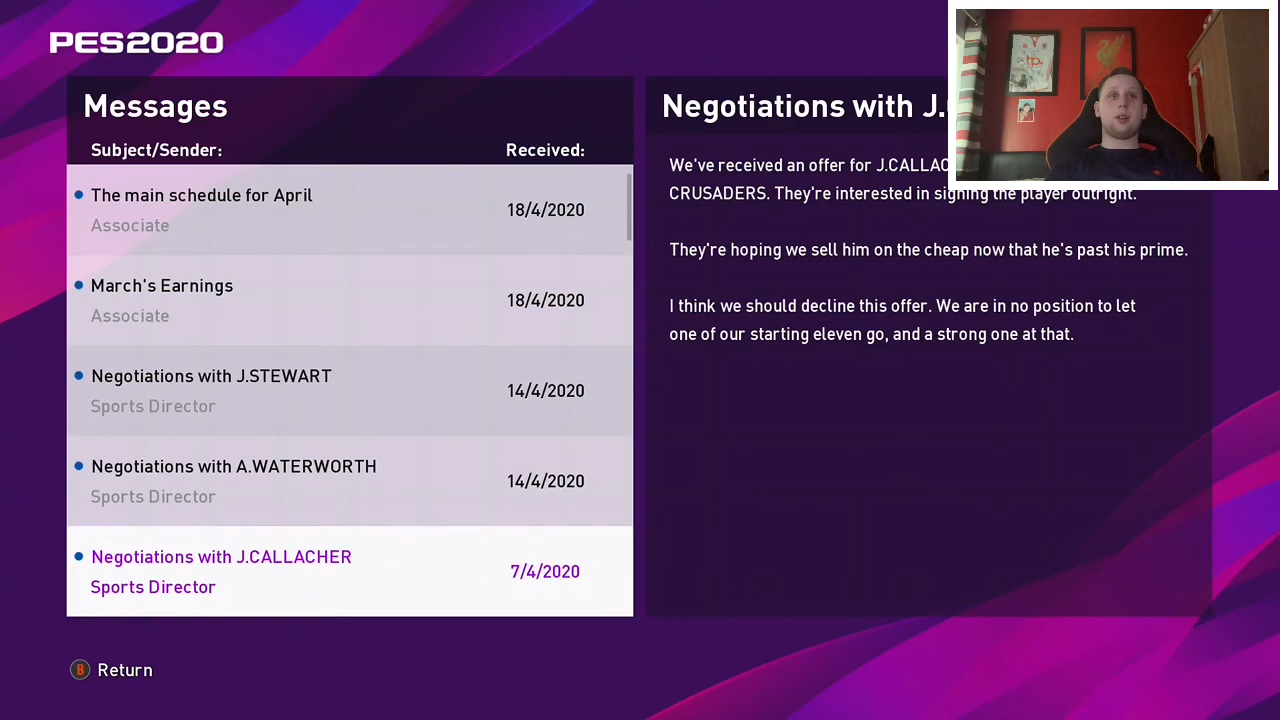 PES2020
Messages
Subject/Sender:
Received:
The main schedule for April
Associate
18/4/2020
March's Earnings
Associate
18/4/2020
Negotiations with J.STEWART
Sports Director
14/4/2020
Negotiations with A.WATERWORTH
Sports Director
14/4/2020
Negotiations with J.CALLACHER
Sports Director
7/4/2020
Negotiations with J.
We've received an offer for J.CALLAC
CRUSADERS. They're interested in signing the player outright.
They're hoping we sell him on the cheap now that he's past his prime.
I think we should decline this offer. We are in no position to let
one of our starting eleven go, and a strong one at that.
B Return